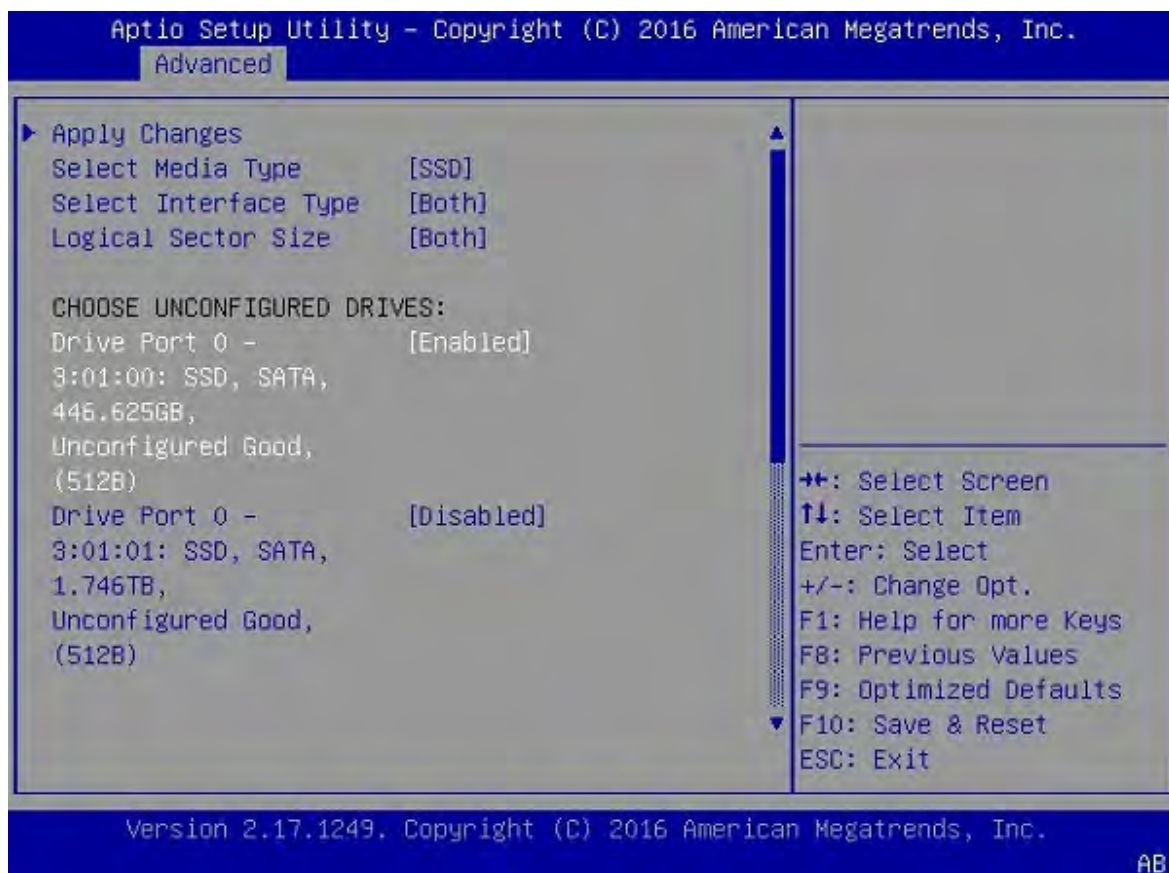 Aptio Setup Utility – Copyright (C) 2016 American Megatrends, Inc.
Advanced
Apply Changes
Select Media Type [SSD]
Select Interface Type [Both]
Logical Sector Size [Both]
CHOOSE UNCONFIGURED DRIVES:
Drive Port 0 – [Enabled]
3:01:00: SSD, SATA,
446.625GB,
Unconfigured Good,
(512B)
Drive Port 0 – [Disabled]
3:01:01: SSD, SATA,
1.746TB,
Unconfigured Good,
(512B)
→←: Select Screen
↑↓: Select Item
Enter: Select
+/-: Change Opt.
F1: Help for more Keys
F8: Previous Values
F9: Optimized Defaults
F10: Save & Reset
ESC: Exit
Version 2.17.1249. Copyright (C) 2016 American Megatrends, Inc.
AB